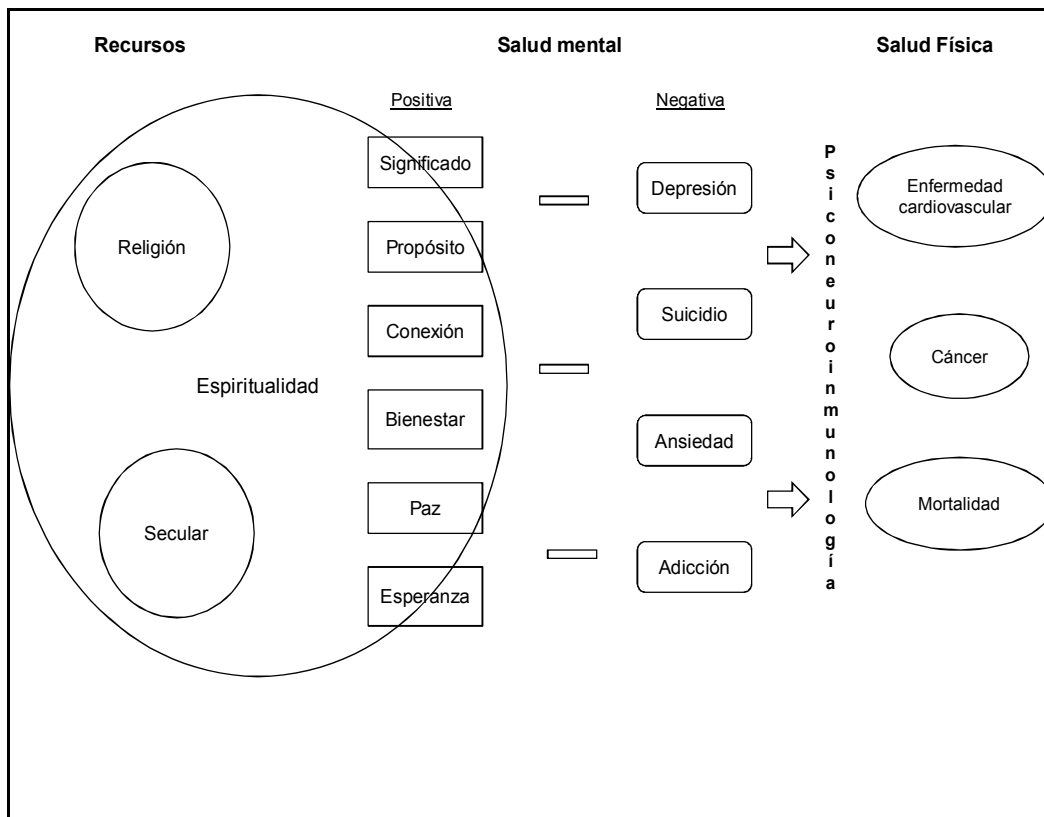 Recursos
Salud mental
Salud Física
Positiva
Negativa
Significado
Propósito
Conexión
Bienestar
Paz
Esperanza
Religión
Espiritualidad
Secular
Depresión
Suicidio
Ansiedad
Adicción
Psiconeuroinmunología
Enfermedad
cardiovascular
Cáncer
Mortalidad